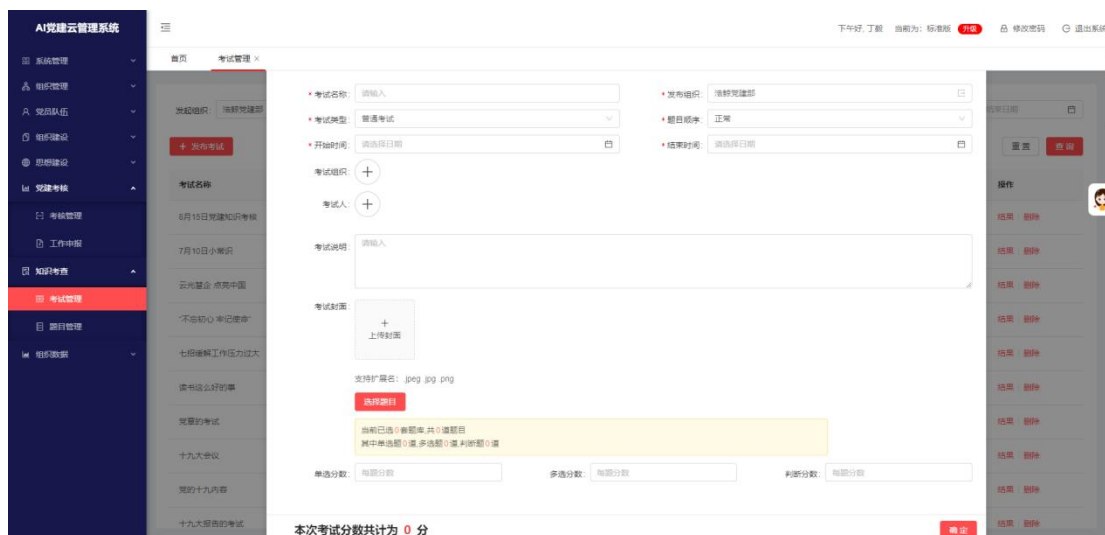 AI党建云管理系统
下午好,丁毅 当前为: 标准版 升级 修改密码 退出系统
系统管理
首页 考试管理 ×
组织管理
党员队伍
组织建设
思想建设
党建考核
考核管理
工作申报
知识考查
考试管理
题目管理
组织数据
发起组织: 洁鲸党建部
结束日期
+ 发布考试
重置 查询
考试名称 操作
8月15日党建知识考核 结果 删除
7月10日小常识 结果 删除
云光慧企 点亮中国 结果 删除
“不忘初心 牢记使命” 结果 删除
七招缓解工作压力过大 结果 删除
读书这么好的事 结果 删除
党章的考试 结果 删除
十九大会议 结果 删除
党的十九内容 结果 删除
十九大报告的考试 结果 删除
* 考试名称: 请输入 * 发布组织: 洁鲸党建部
* 考试类型: 普通考试 * 题目顺序: 正常
* 开始时间: 请选择日期 * 结束时间: 请选择日期
考试组织: +
考试人: +
考试说明: 请输入
考试封面:
+
上传封面
支持扩展名: .jpeg .jpg .png
选择题目
当前已选0套题库,共0道题目
其中单选题0道,多选题0道,判断题0道
单选分数: 每题分数 多选分数: 每题分数 判断分数: 每题分数
本次考试分数共计为 0 分 确定